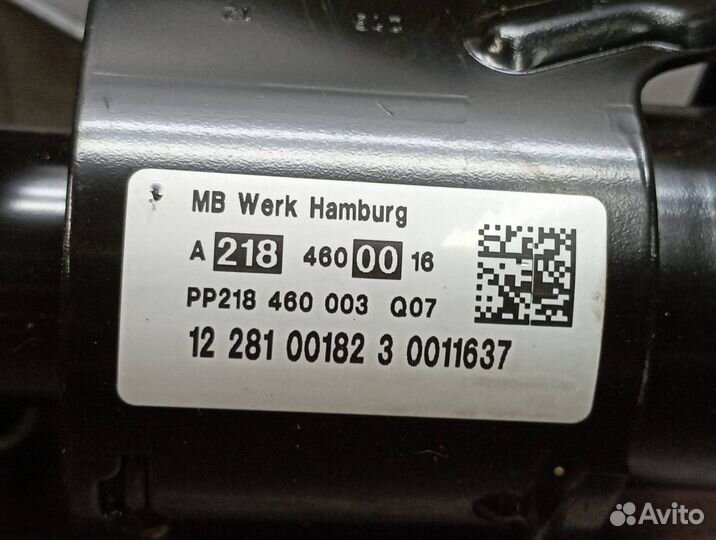 MB Werk Hamburg
A 218 460 00 16
PP218 460 003 Q07
12 281 00182 3 0011637
Avito